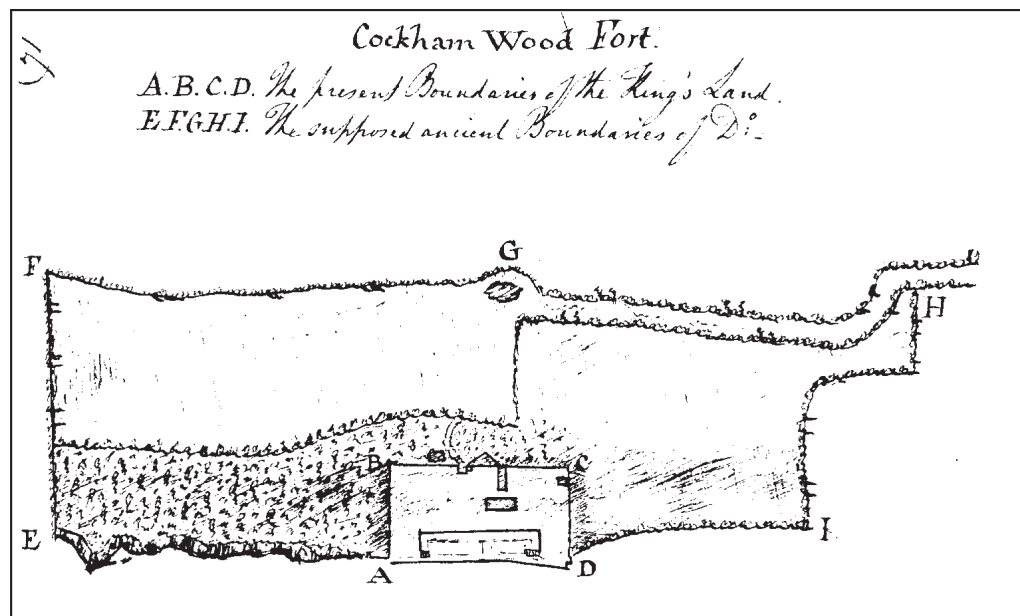 Cockham Wood Fort.
A.B.C.D. The present Boundaries of the King's Land.
E.F.G.H.I. The supposed ancient Boundaries of Dº.
F
G
H
B
C
E
I
A
D